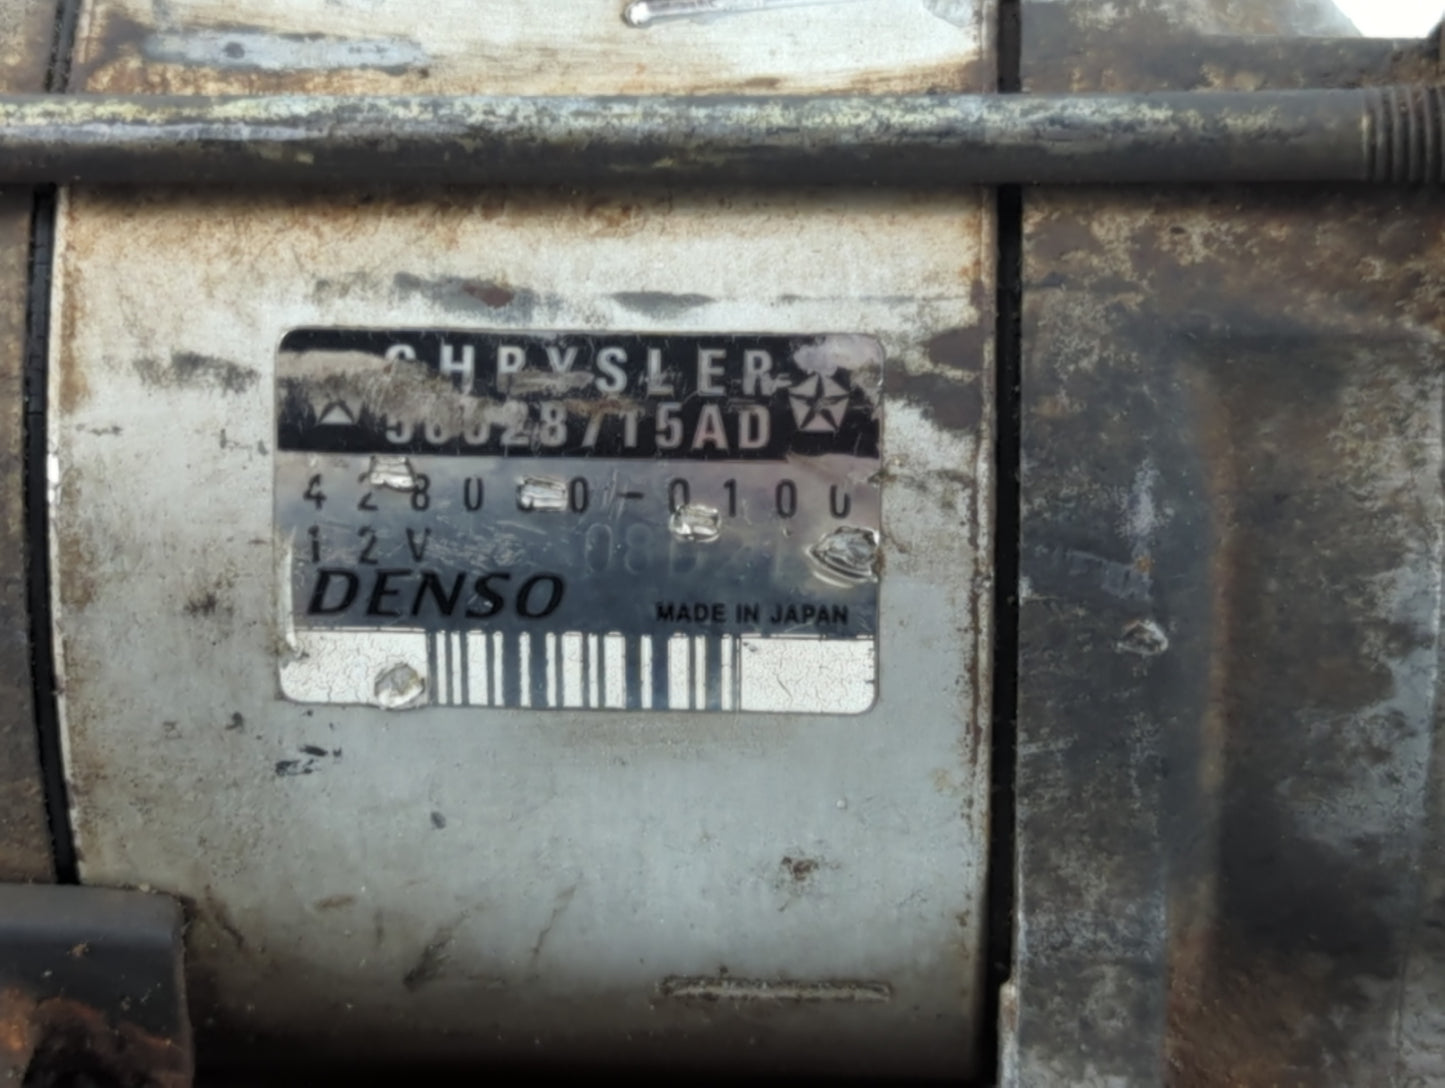 CHRYSLER
56028715AD
428000-0100
12V
DENSO
MADE IN JAPAN